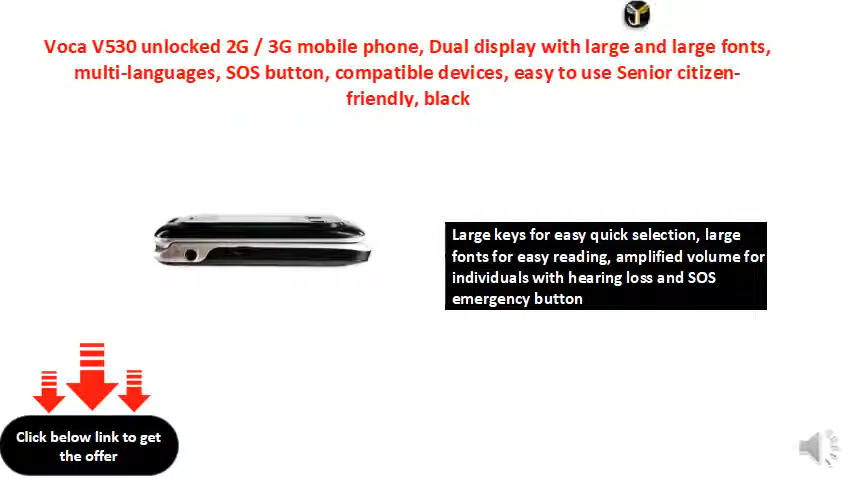 Voca V530 unlocked 2G / 3G mobile phone, Dual display with large and large fonts,
multi-languages, SOS button, compatible devices, easy to use Senior citizen-
friendly, black
Large keys for easy quick selection, large
fonts for easy reading, amplified volume for
individuals with hearing loss and SOS
emergency button
Click below link to get
the offer